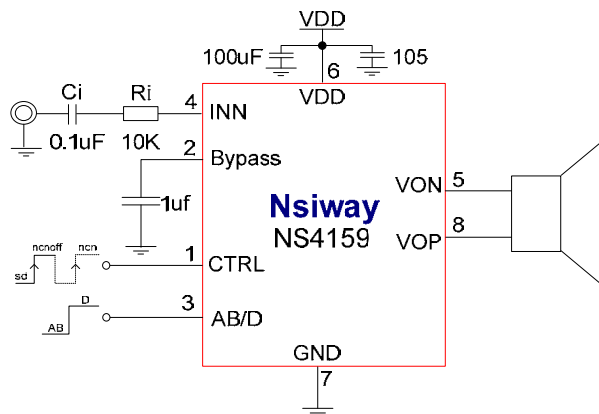 VDD
100uF
105
6
VDD
Ci
Ri
4
INN
0.1uF
10K
2
Bypass
1uf
Nsiway
NS4159
VON
5
VOP
8
ncnoff
ncn
sd
1
CTRL
D
AB
3
AB/D
GND
7